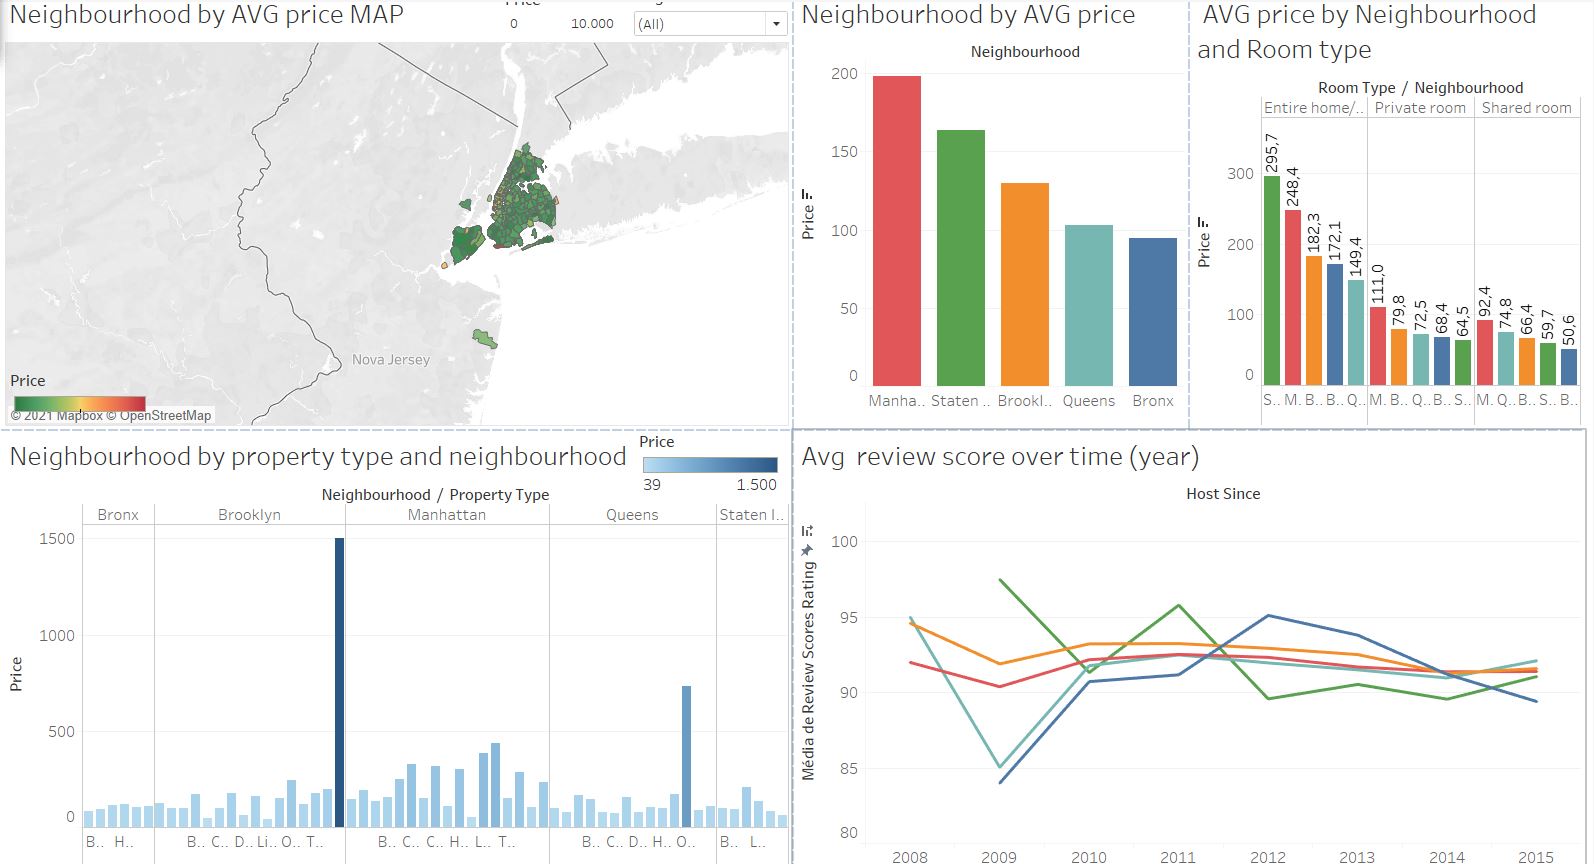 Neighbourhood by AVG price MAP
0
10.000
(All)
Nova Jersey
Price
© 2021 Mapbox © OpenStreetMap
Neighbourhood by AVG price
Neighbourhood
Price
200
150
100
50
0
Manha..
Staten ..
Brookl..
Queens
Bronx
AVG price by Neighbourhood
and Room type
Room Type / Neighbourhood
Entire home/..
Private room
Shared room
Price
300
200
100
0
295,7
248,4
182,3
172,1
149,4
111,0
79,8
72,5
68,4
64,5
92,4
74,8
66,4
59,7
50,6
S..
M.
B..
B..
Q..
M.
B..
Q..
B..
S..
M.
Q..
B..
S..
B..
Neighbourhood by property type and neighbourhood
Price
39
1.500
Neighbourhood / Property Type
Bronx
Brooklyn
Manhattan
Queens
Staten I..
Price
1500
1000
500
0
B..
H..
B..
C..
D..
Li..
O..
T..
B..
C..
C..
H..
L..
T..
B..
C..
D..
H..
O..
B..
L..
Avg review score over time (year)
Host Since
Média de Review Scores Rating
100
95
90
85
80
2008
2009
2010
2011
2012
2013
2014
2015